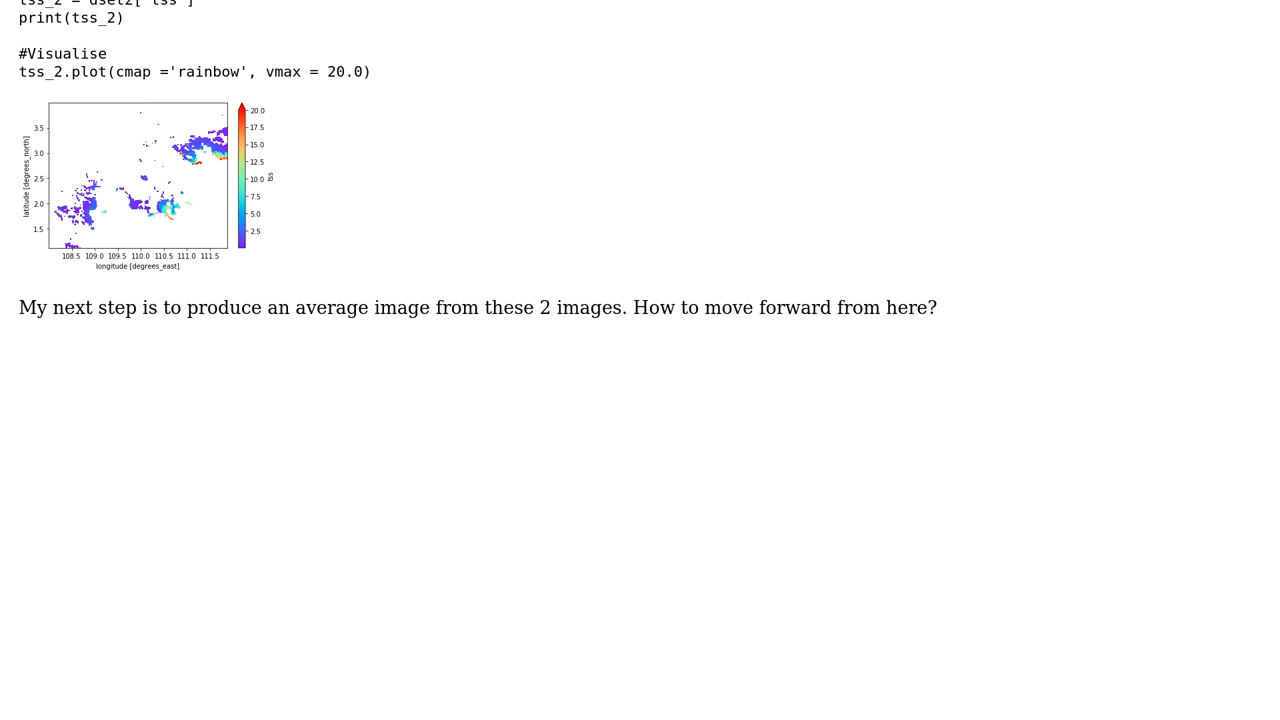 tss_2 = dset2['tss']
print(tss_2)
#Visualise
tss_2.plot(cmap ='rainbow', vmax = 20.0)
3.5
3.0
2.5
2.0
1.5
latitude [degrees_north]
108.5 109.0 109.5 110.0 110.5 111.0 111.5
longitude [degrees_east]
20.0
17.5
15.0
12.5
10.0
7.5
5.0
2.5
tss
My next step is to produce an average image from these 2 images. How to move forward from here?